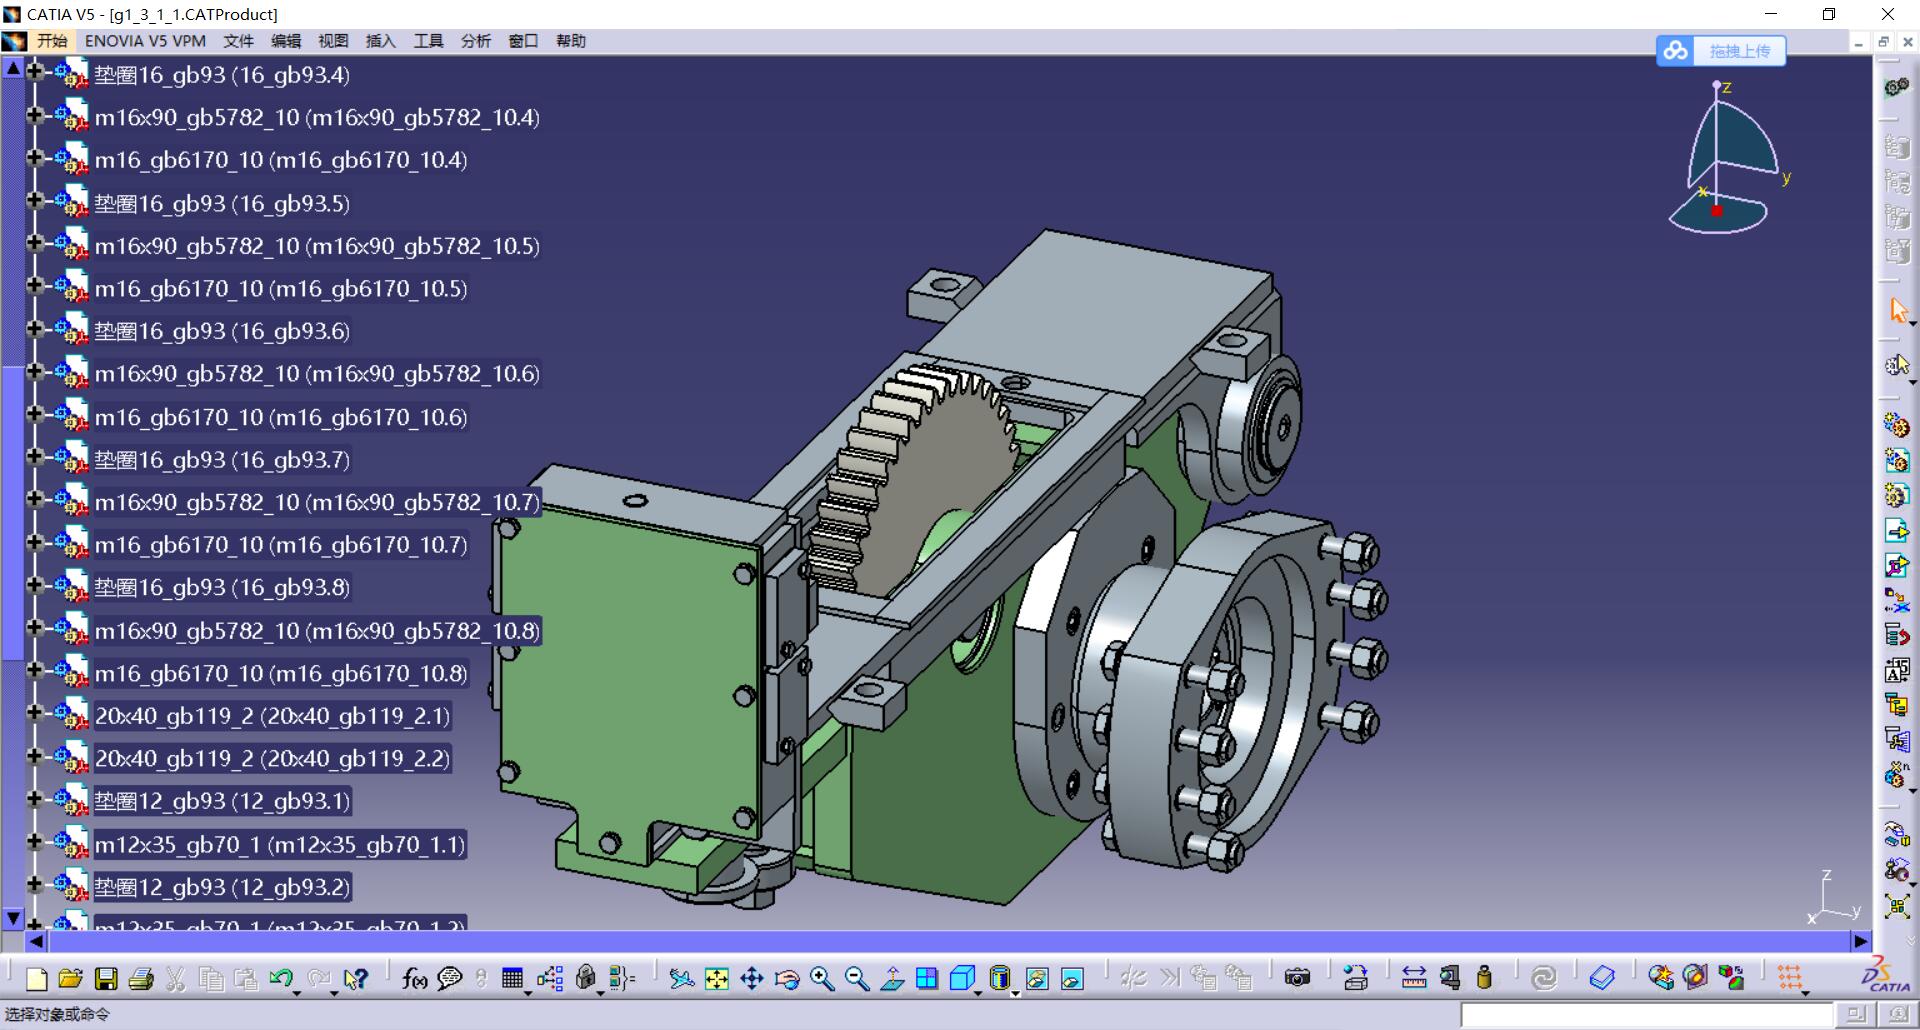 CATIA V5 - [g1_3_1_1.CATProduct]
开始 ENOVIA V5 VPM 文件 编辑 视图 插入 工具 分析 窗口 帮助
拖拽上传
垫圈16_gb93 (16_gb93.4)
m16x90_gb5782_10 (m16x90_gb5782_10.4)
m16_gb6170_10 (m16_gb6170_10.4)
垫圈16_gb93 (16_gb93.5)
m16x90_gb5782_10 (m16x90_gb5782_10.5)
m16_gb6170_10 (m16_gb6170_10.5)
垫圈16_gb93 (16_gb93.6)
m16x90_gb5782_10 (m16x90_gb5782_10.6)
m16_gb6170_10 (m16_gb6170_10.6)
垫圈16_gb93 (16_gb93.7)
m16x90_gb5782_10 (m16x90_gb5782_10.7)
m16_gb6170_10 (m16_gb6170_10.7)
垫圈16_gb93 (16_gb93.8)
m16x90_gb5782_10 (m16x90_gb5782_10.8)
m16_gb6170_10 (m16_gb6170_10.8)
20x40_gb119_2 (20x40_gb119_2.1)
20x40_gb119_2 (20x40_gb119_2.2)
垫圈12_gb93 (12_gb93.1)
m12x35_gb70_1 (m12x35_gb70_1.1)
垫圈12_gb93 (12_gb93.2)
m12x35_gb70_1 (m12x35_gb70_1.2)
z
y
x
z
x y
f(x)
CATIA
选择对象或命令